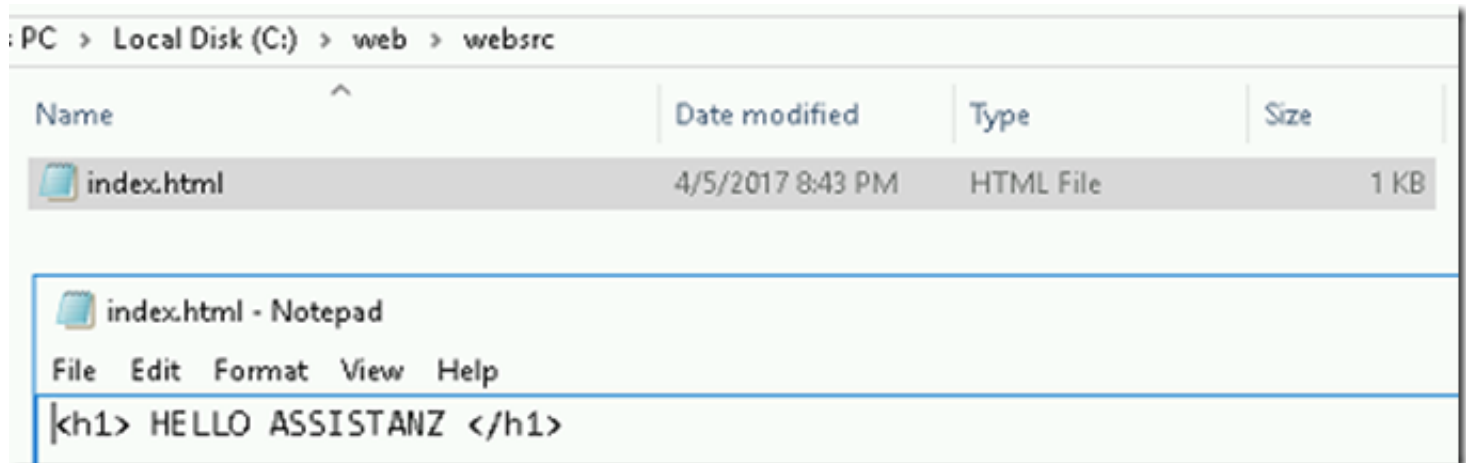 PC > Local Disk (C:) > web > websrc
Name Date modified Type Size
index.html 4/5/2017 8:43 PM HTML File 1 KB
index.html - Notepad
File Edit Format View Help
<h1> HELLO ASSISTANZ </h1>